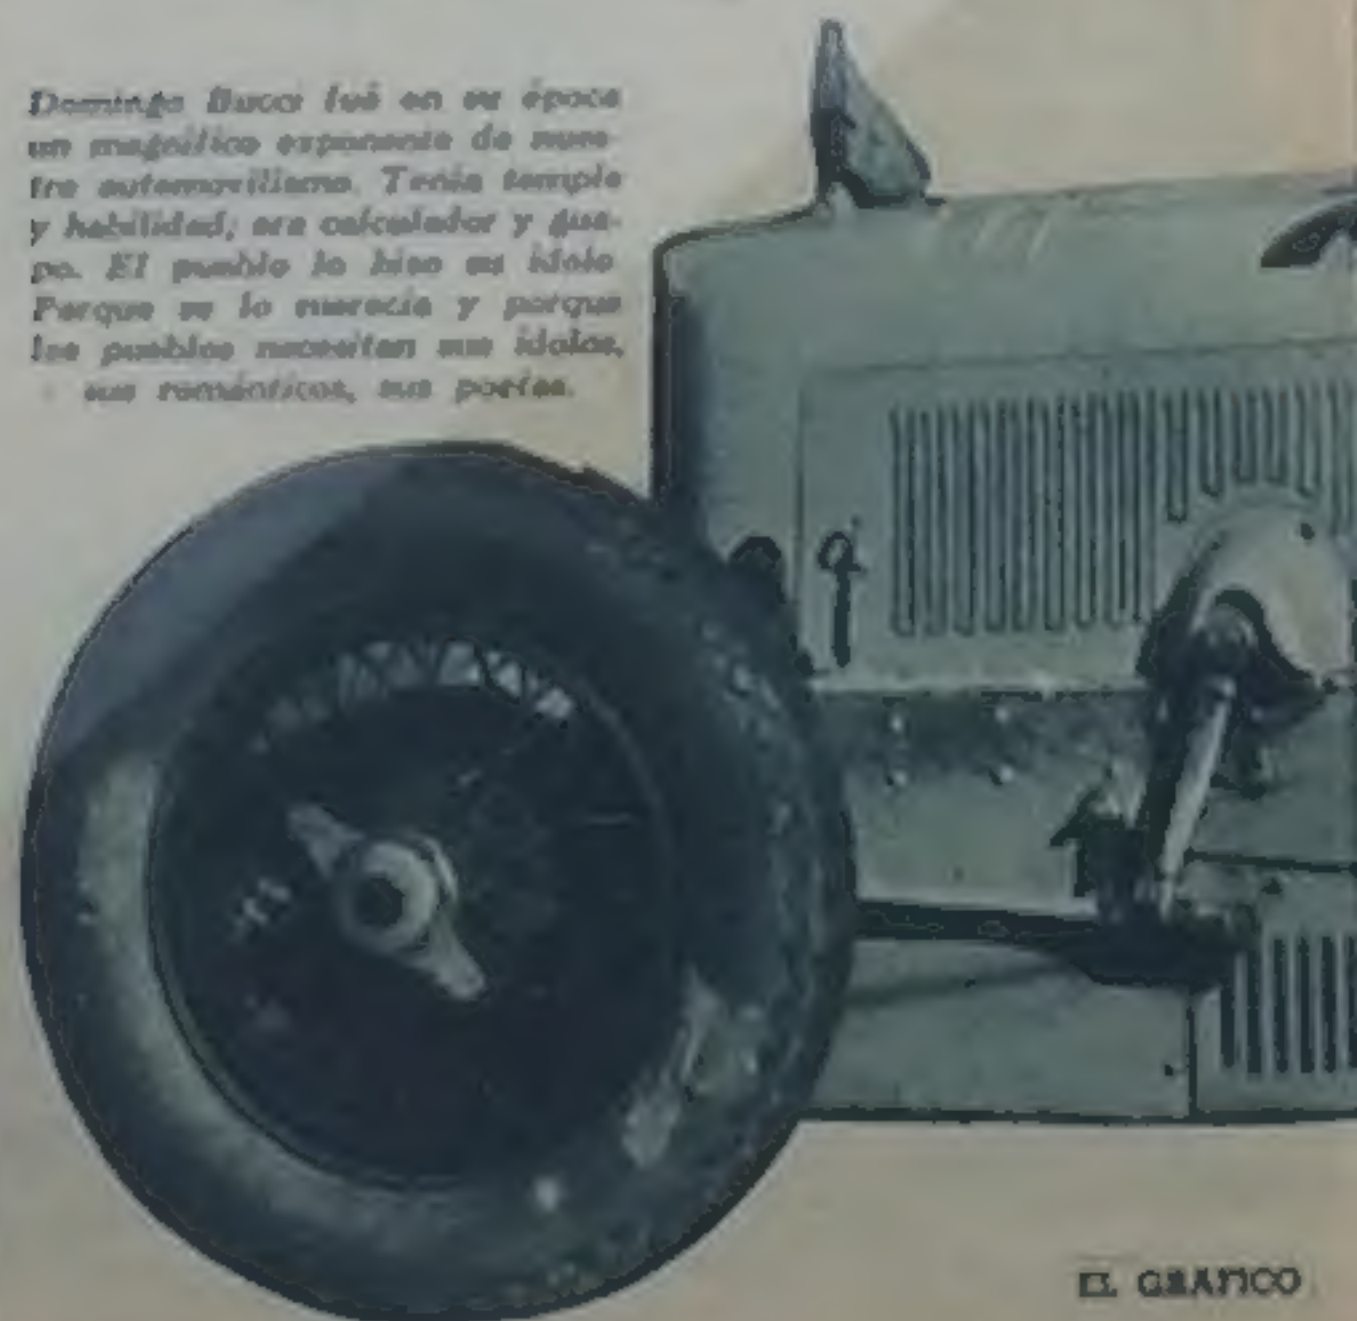 Domingo Bucci fué en su época
un magnífico exponente de nues-
tro automovilismo. Tenía temple
y habilidad; era calculador y gua-
po. El pueblo lo hizo su ídolo
Porque se lo merecía y porque
los pueblos necesitan sus ídolos,
sus románticos, sus poetas.
EL GRAFICO